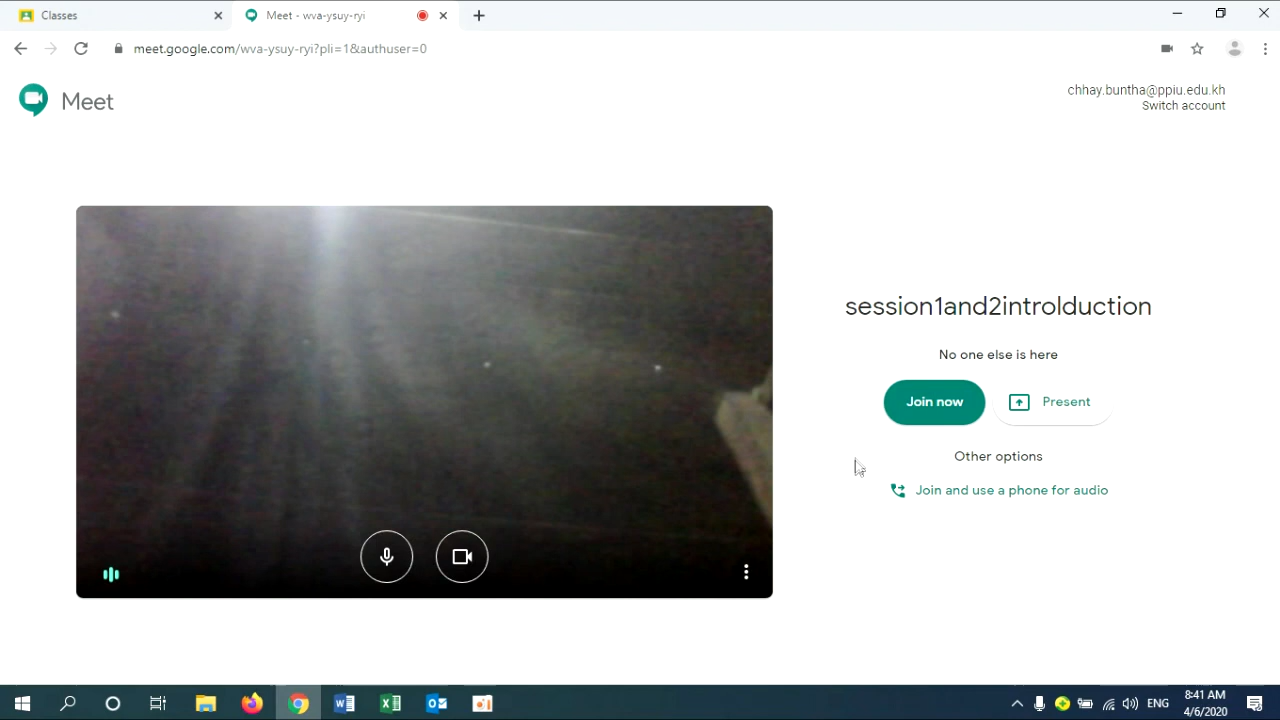 Classes
Meet - wva-ysuy-ryi
meet.google.com/wva-ysuy-ryi?pli=1&authuser=0
Meet
chhay.buntha@ppiu.edu.kh
Switch account
session1and2introlduction
No one else is here
Join now
Present
Other options
Join and use a phone for audio
ENG
8:41 AM
4/6/2020